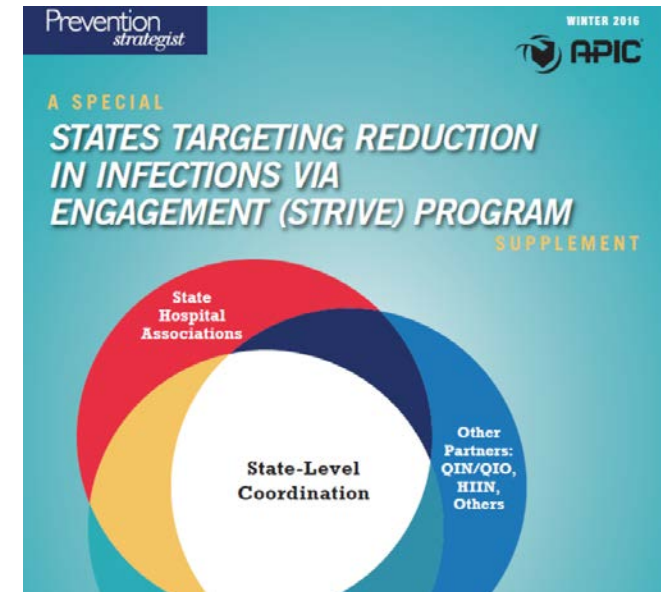 Prevention
strategist
WINTER 2016
APIC
A SPECIAL
STATES TARGETING REDUCTION
IN INFECTIONS VIA
ENGAGEMENT (STRIVE) PROGRAM
SUPPLEMENT
State
Hospital
Associations
State-Level
Coordination
Other
Partners:
QIN/QIO,
HIIN,
Others